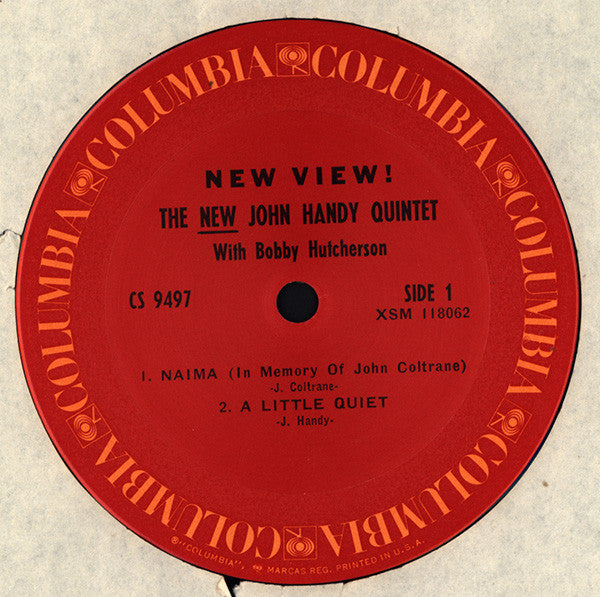 COLUMBIA COLUMBIA COLUMBIA COLUMBIA COLUMBIA COLUMBIA
NEW VIEW!
THE NEW JOHN HANDY QUINTET
With Bobby Hutcherson
CS 9497
SIDE 1
XSM 118062
1. NAIMA (In Memory Of John Coltrane)
-J. Coltrane-
2. A LITTLE QUIET
-J. Handy-
®"COLUMBIA", MARCAS REG. PRINTED IN U.S.A.